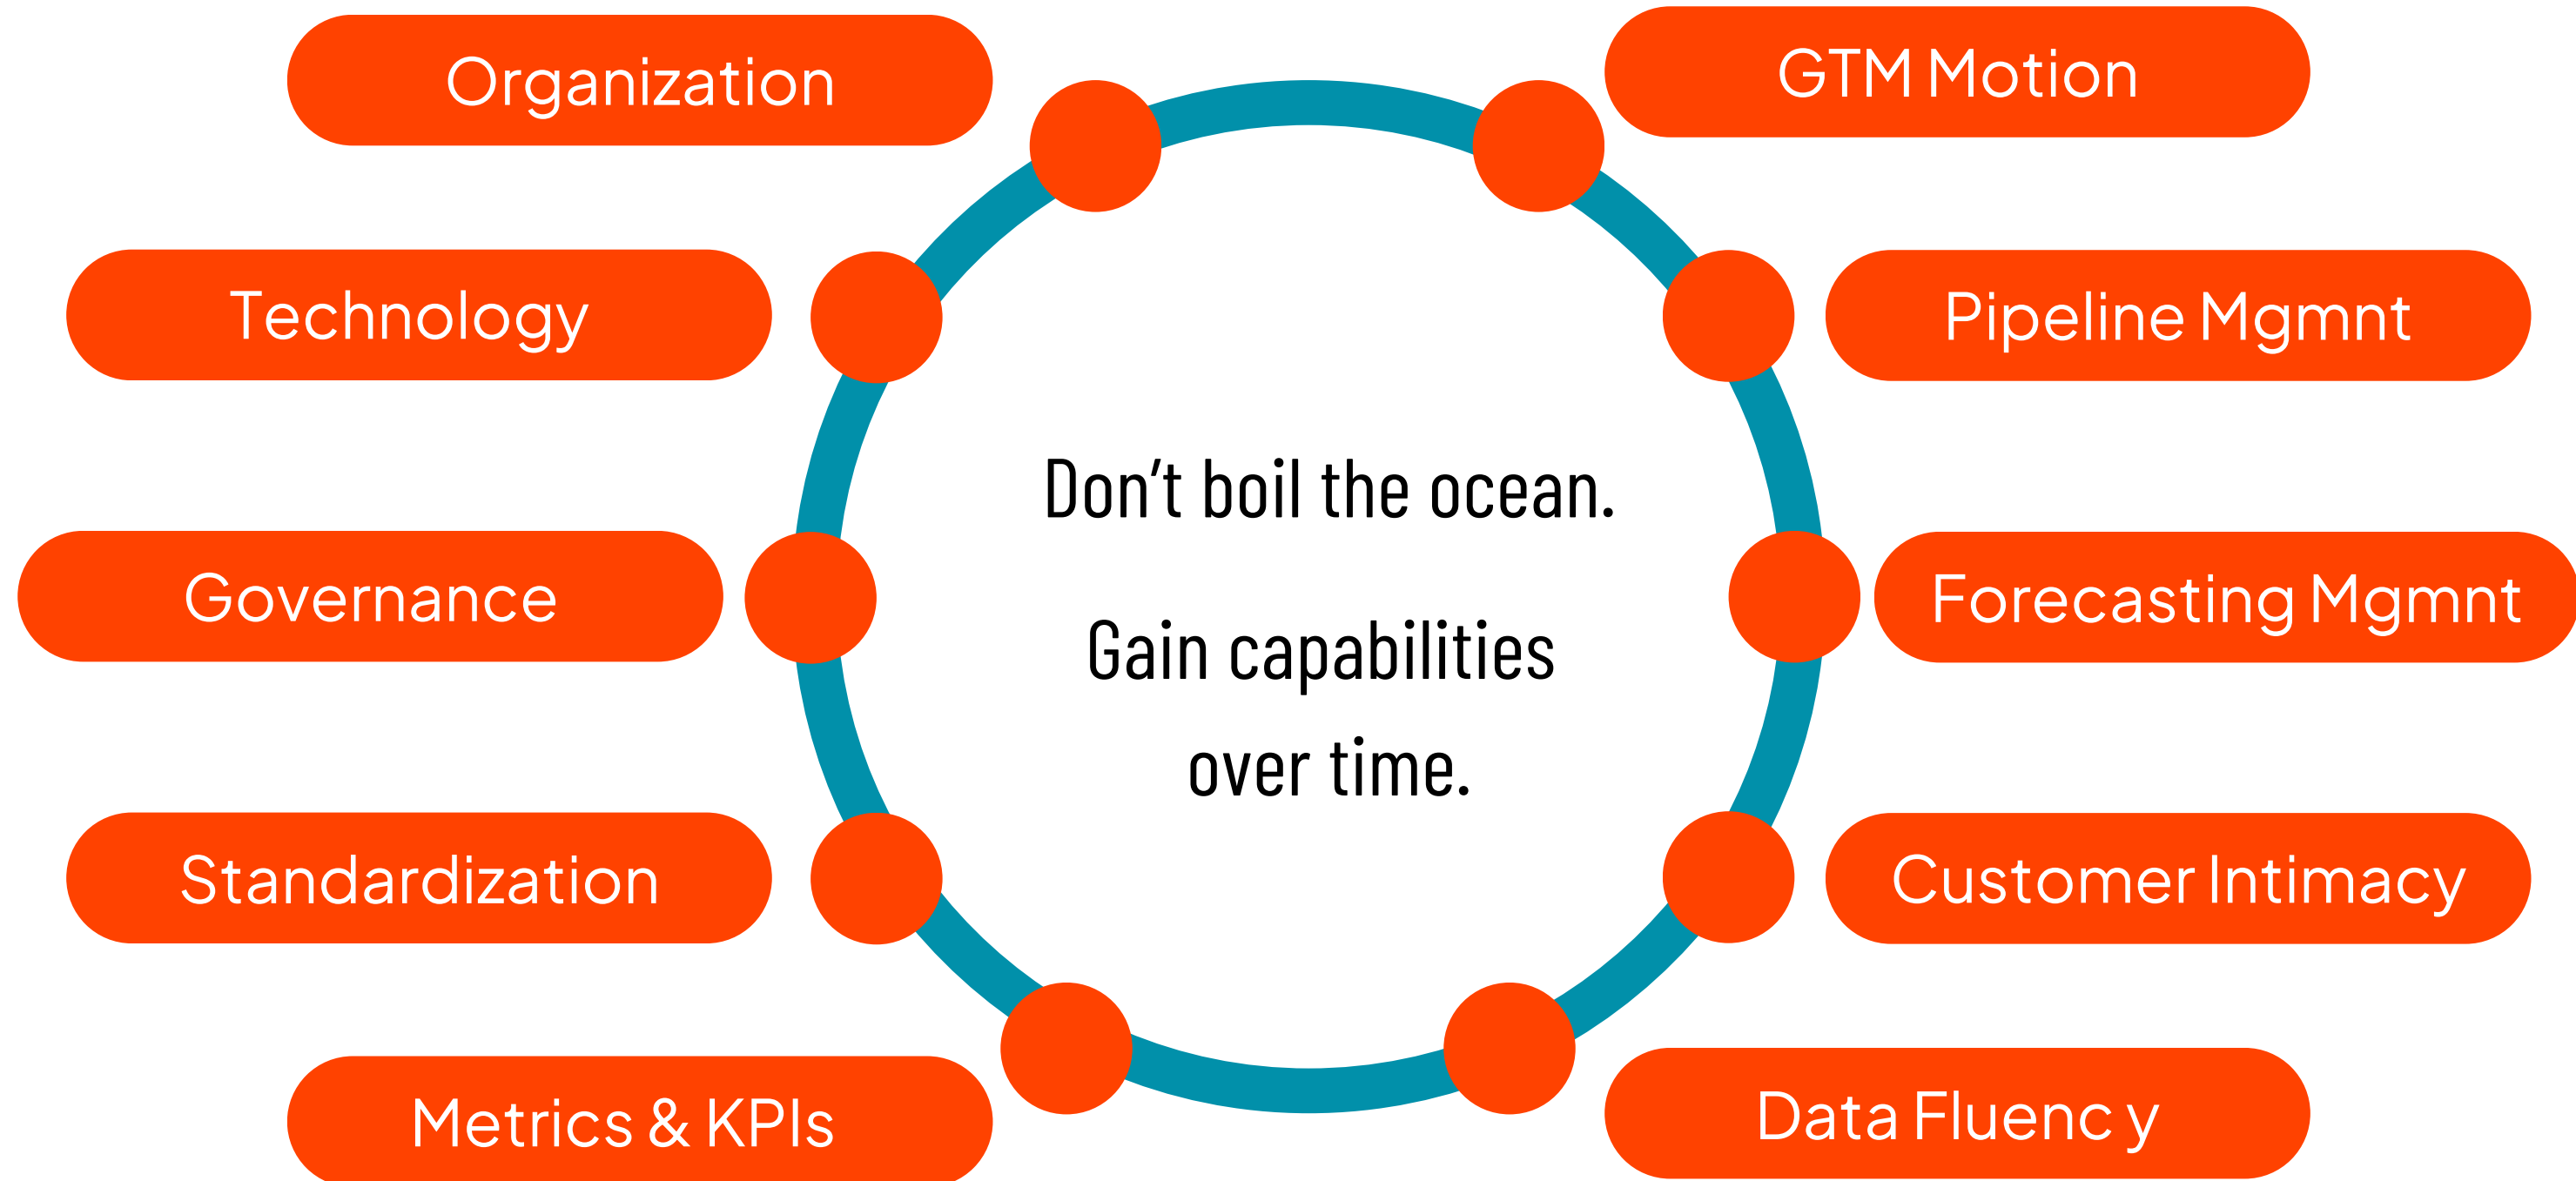 Organization
Technology
Governance
Standardization
Metrics & KPIs
Don’t boil the ocean.
Gain capabilities
over time.
GTM Motion
Pipeline Mgmnt
Forecasting Mgmnt
Customer Intimacy
Data Fluenc y